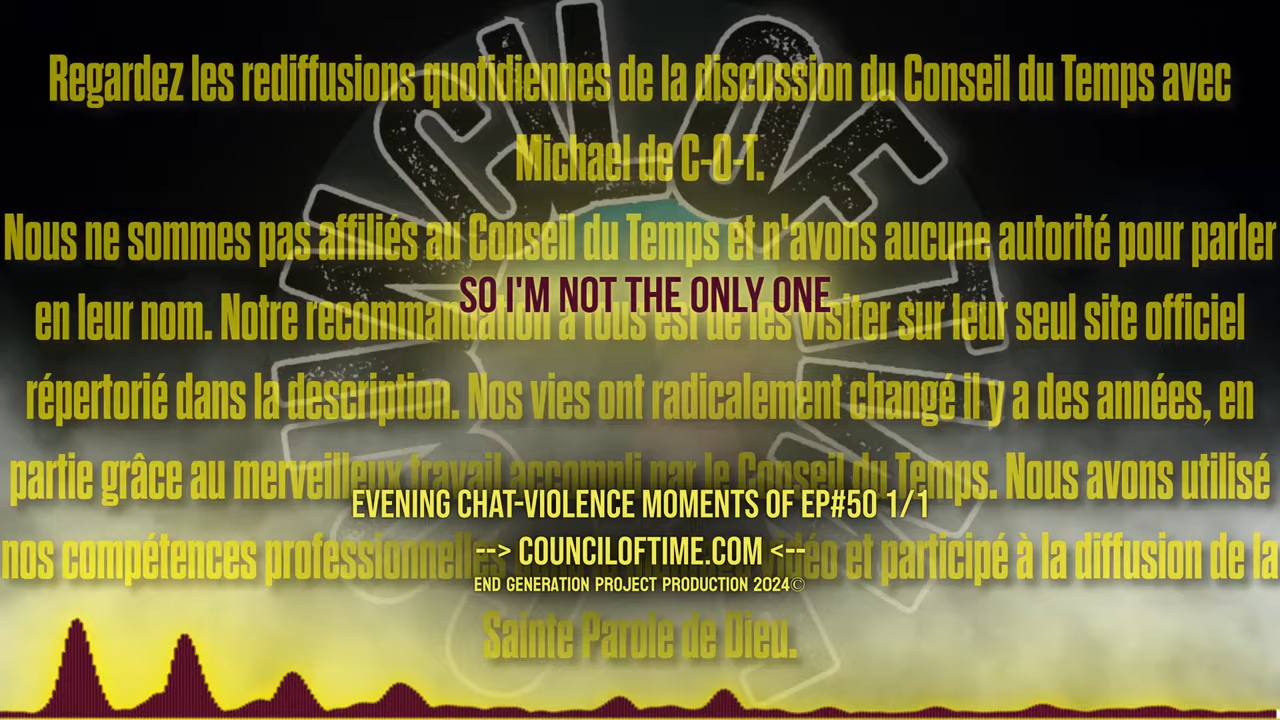 Regardez les rediffusions quotidiennes de la discussion du Conseil du Temps avec
Michael de C-O-T.
Nous ne sommes pas affiliés au Conseil du Temps et n'avons aucune autorité pour parler
SO I'M NOT THE ONLY ONE
en leur nom. Notre recommandation à tous est de les visiter sur leur seul site officiel
répertorié dans la description. Nos vies ont radicalement changé il y a des années, en
partie grâce au merveilleux travail accompli par le Conseil du Temps. Nous avons utilisé
EVENING CHAT-VIOLENCE MOMENTS OF EP#50 1/1
nos compétences professionnelles vidéo et participé à la diffusion de la
--> COUNCILOFTIME.COM <--
END GENERATION PROJECT PRODUCTION 2024©
Sainte Parole de Dieu.